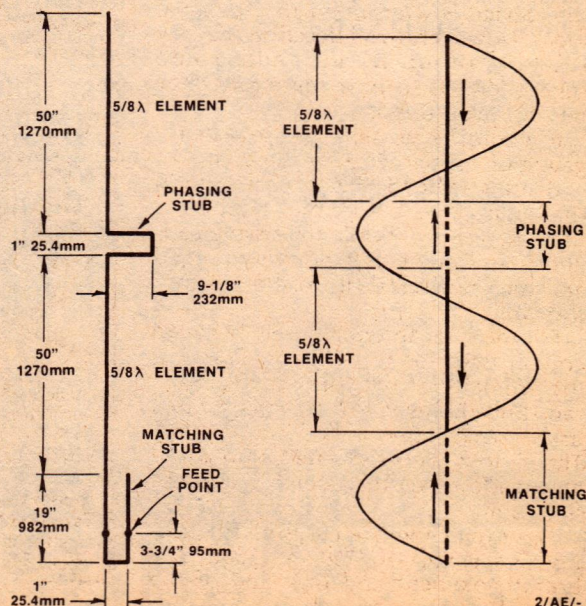 50"
1270mm
5/8λ ELEMENT
PHASING
STUB
1" 25.4mm
9-1/8"
232mm
50"
1270mm
5/8λ ELEMENT
MATCHING
STUB
FEED
POINT
19"
982mm
3-3/4" 95mm
1"
25.4mm
5/8λ
ELEMENT
PHASING
STUB
5/8λ
ELEMENT
MATCHING
STUB
2/AE/-